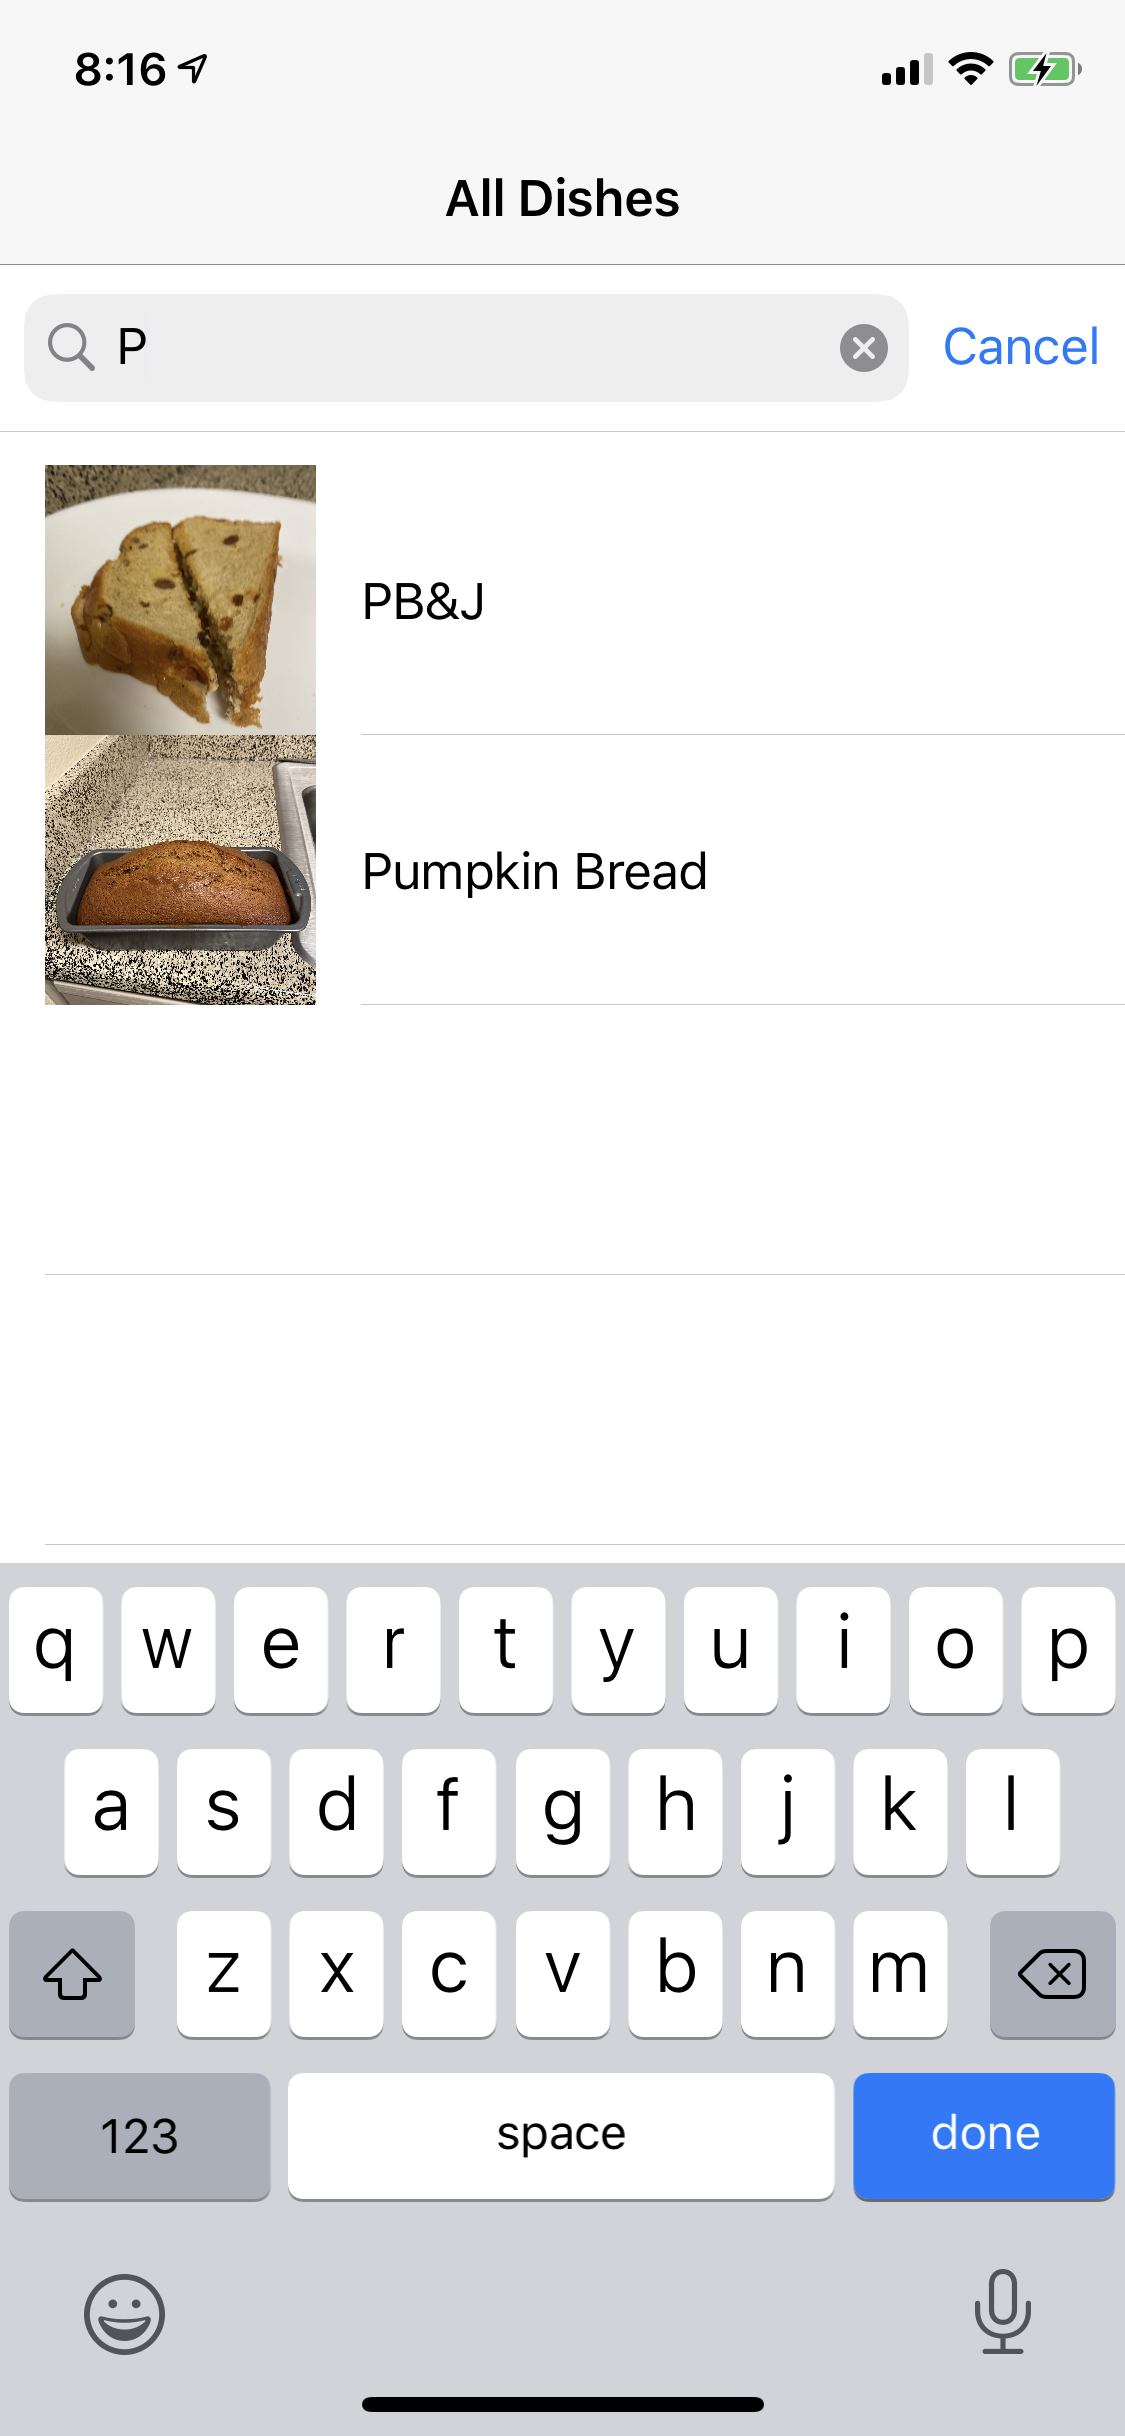 8:16
All Dishes
P
Cancel
PB&J
Pumpkin Bread
q w e r t y u i o p
a s d f g h j k l
z x c v b n m
123 space done